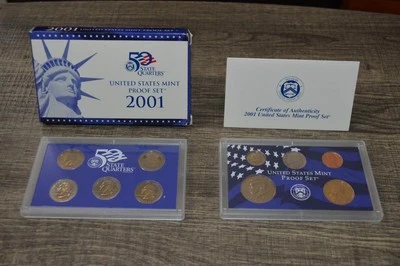 2001
50
STATE
QUARTERS®
UNITED STATES MINT
PROOF SET®
2001
Certificate of Authenticity
2001 United States Mint Proof Set®
50
STATE
QUARTERS®
UNITED STATES MINT
PROOF SET®